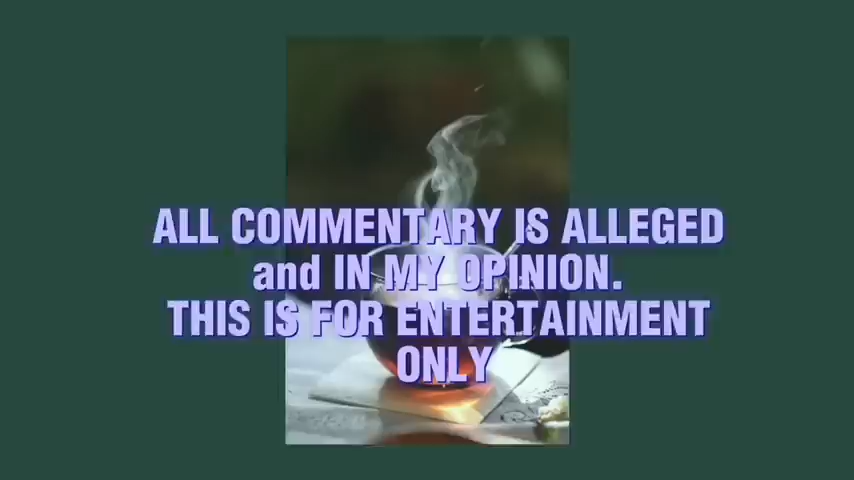 ALL COMMENTARY IS ALLEGED
and IN MY OPINION.
THIS IS FOR ENTERTAINMENT
ONLY